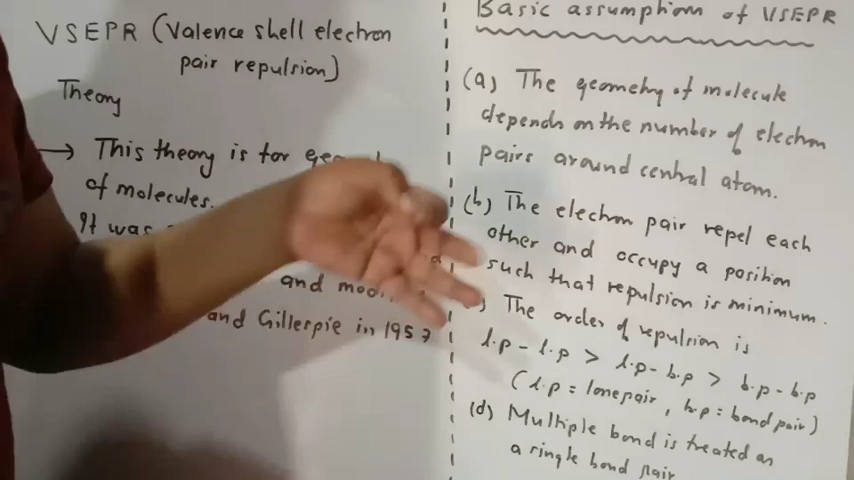 VSEPR (Valence shell electron
pair repulsion)
Theory
→ This theory is for
of molecules.
It was
and
and Gillespie in 1957
Basic assumption of VSEPR
(a) The geometry of molecule
depends on the number of electron
pairs around central atom.
(b) The electron pair repel each
other and occupy a position
such that repulsion is minimum.
The order of repulsion is
l.p - l.p > l.p - b.p > b.p - b.p
(l.p = lone pair, b.p = bond pair)
(d) Multiple bond is treated as
a single bond pair